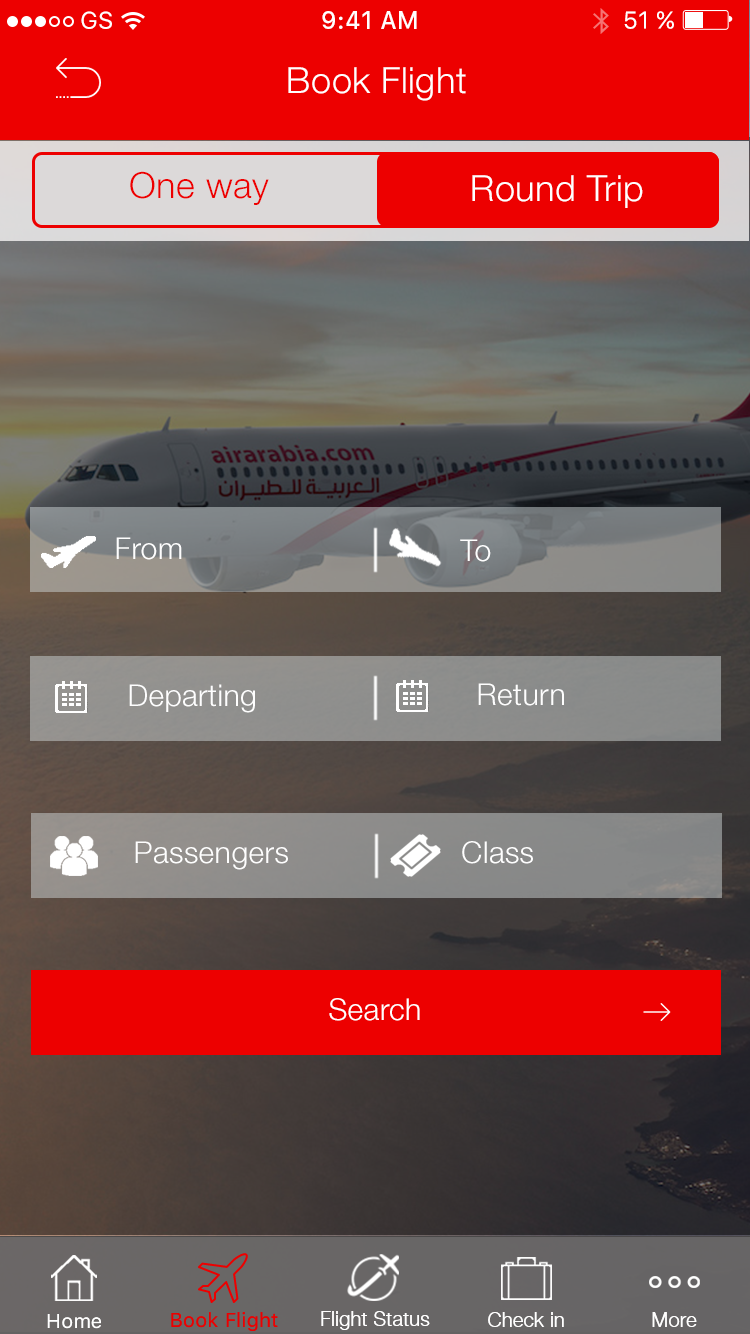 GS 9:41 AM 51 %
Book Flight
One way Round Trip
airarabia.com
العربية للطيران
From To
Departing Return
Passengers Class
Search
Home Book Flight Flight Status Check in More